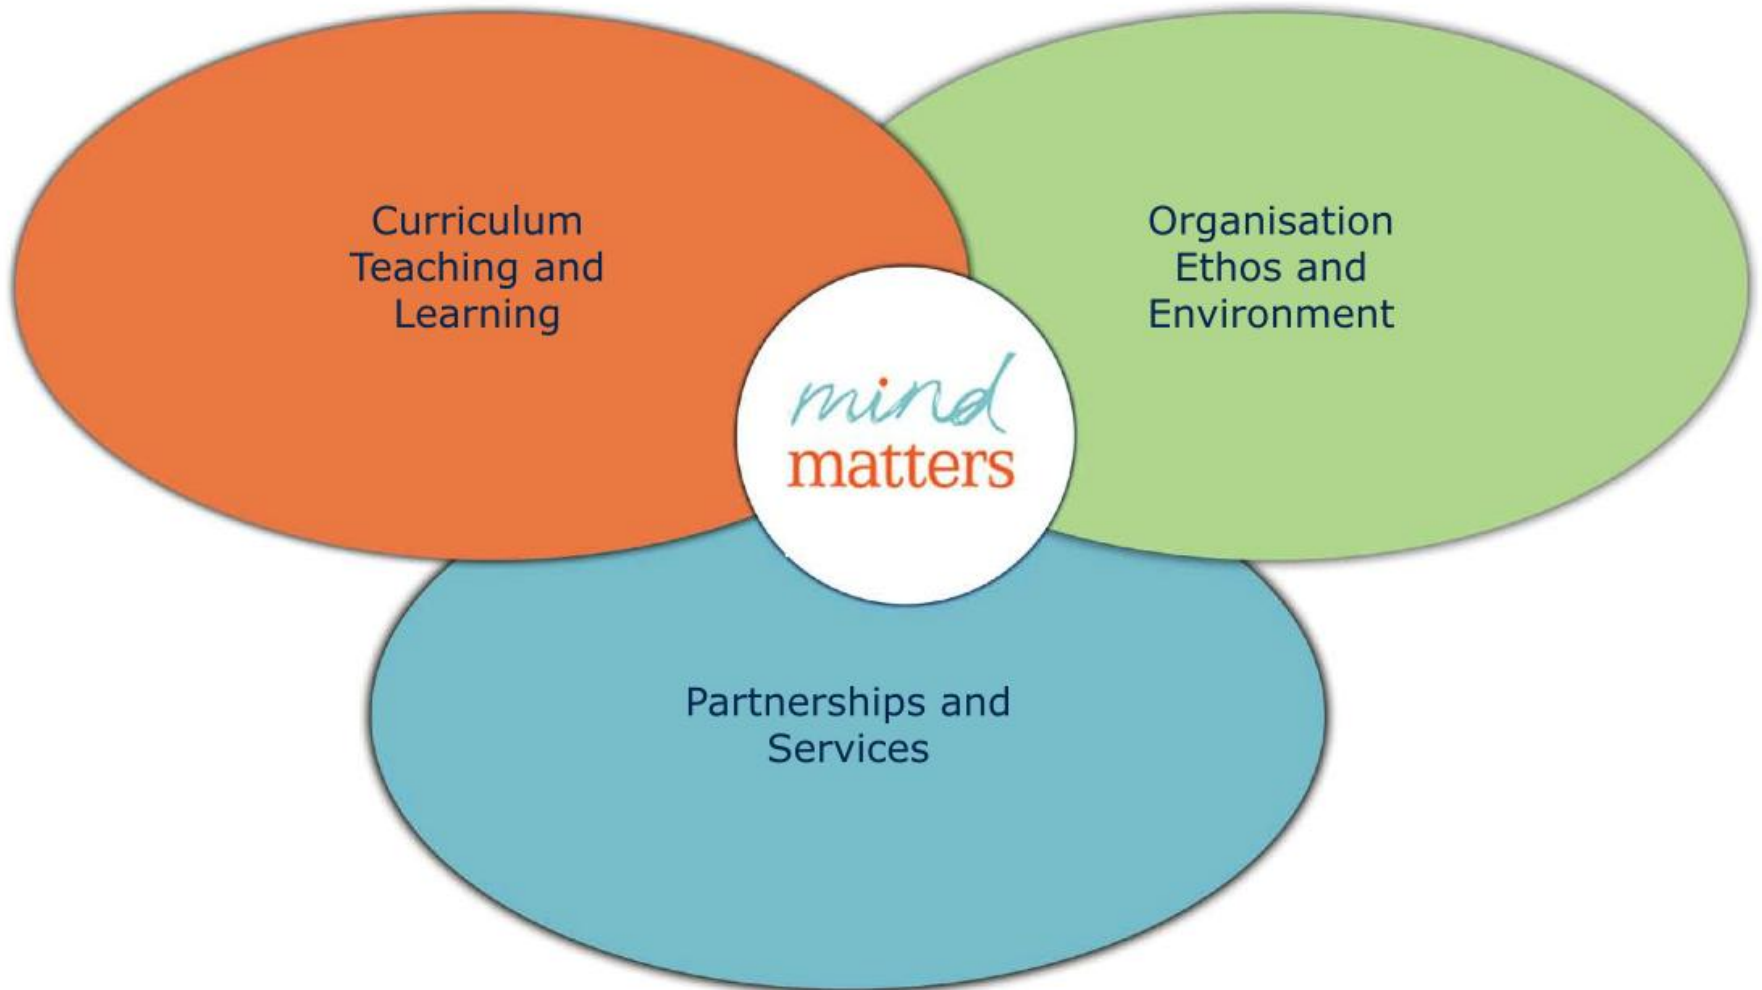 Curriculum
Teaching and
Learning
Organisation
Ethos and
Environment
mind
matters
Partnerships and
Services